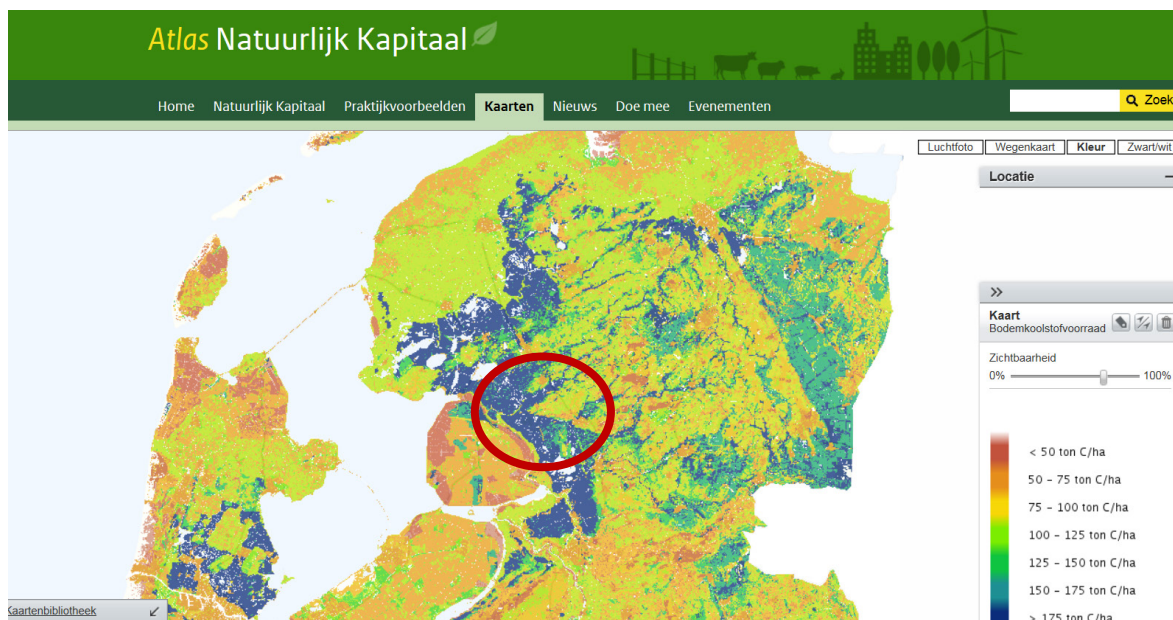 Atlas Natuurlijk Kapitaal
Home Natuurlijk Kapitaal Praktijkvoorbeelden Kaarten Nieuws Doe mee Evenementen
Zoek
Luchtfoto Wegenkaart Kleur Zwart/wit
Locatie
Kaart
Bodemkoolstofvoorraad
Zichtbaarheid
0% 100%
< 50 ton C/ha
50 - 75 ton C/ha
75 - 100 ton C/ha
100 - 125 ton C/ha
125 - 150 ton C/ha
150 - 175 ton C/ha
> 175 ton C/ha
Kaartenbibliotheek